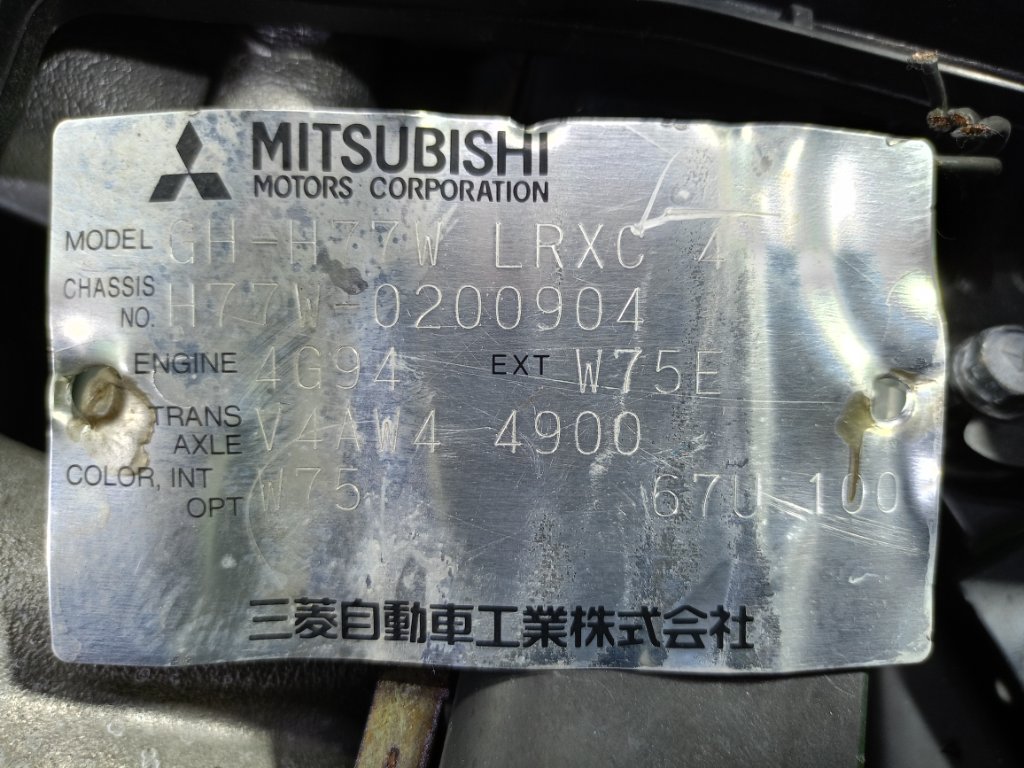 MITSUBISHI
MOTORS CORPORATION
MODEL GH-H77W LRXC 4
CHASSIS
NO. H77W-0200904
ENGINE 4G94 EXT W75E
TRANS
AXLE V4AW4 4900
COLOR, INT
OPT W75 67U 100
三菱自動車工業株式会社